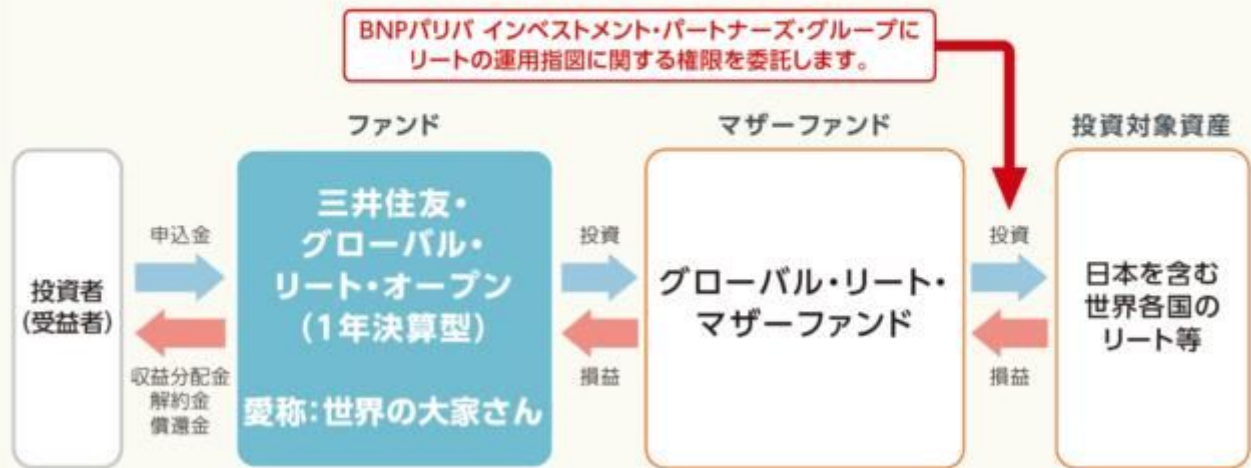 BNPパリバ インベストメント・パートナーズ・グループに
リートの運用指図に関する権限を委託します。
ファンド
マザーファンド
投資対象資産
投資者
(受益者)
申込金
収益分配金
解約金
償還金
三井住友・
グローバル・
リート・オープン
(1年決算型)
愛称:世界の大家さん
投資
損益
グローバル・リート・
マザーファンド
投資
損益
日本を含む
世界各国の
リート等